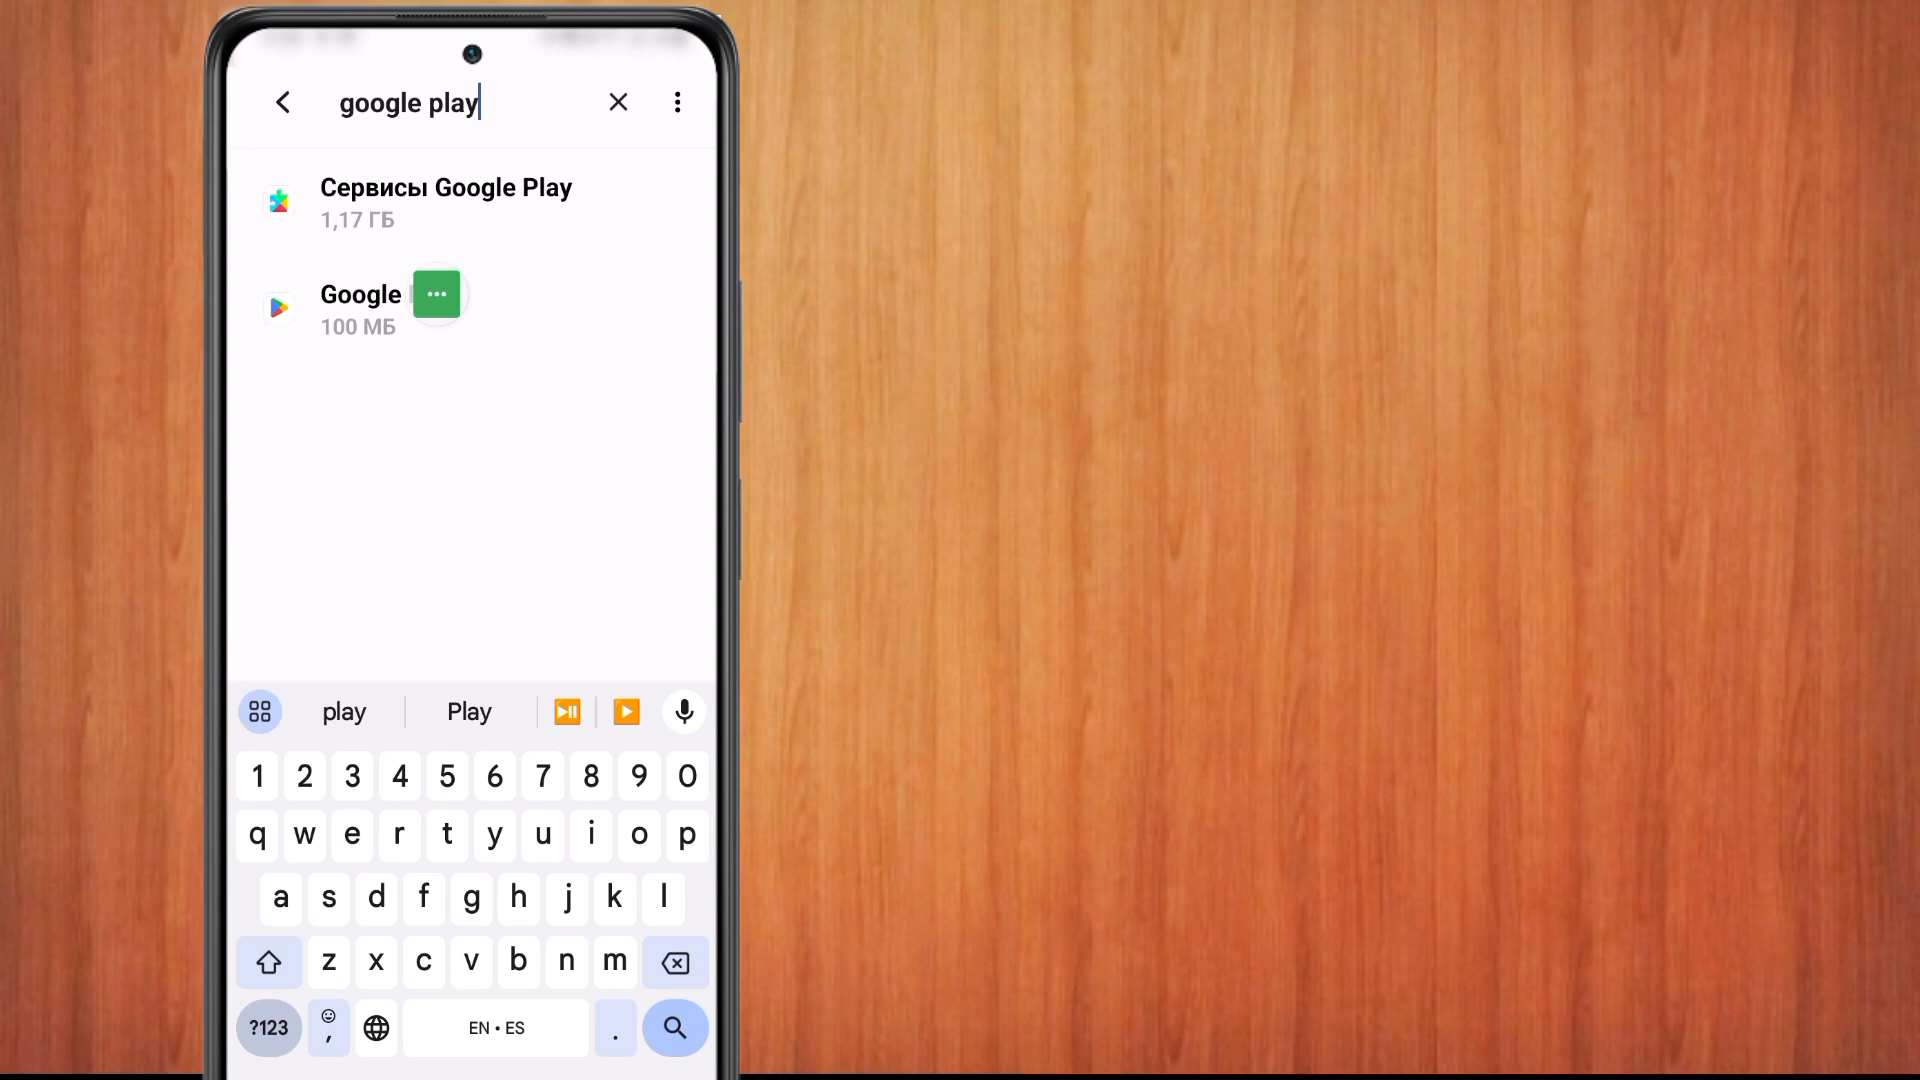 google play
Сервисы Google Play
1,17 ГБ
Google
100 МБ
play
Play
1 2 3 4 5 6 7 8 9 0
q w e r t y u i o p
a s d f g h j k l
z x c v b n m
?123 , EN • ES .